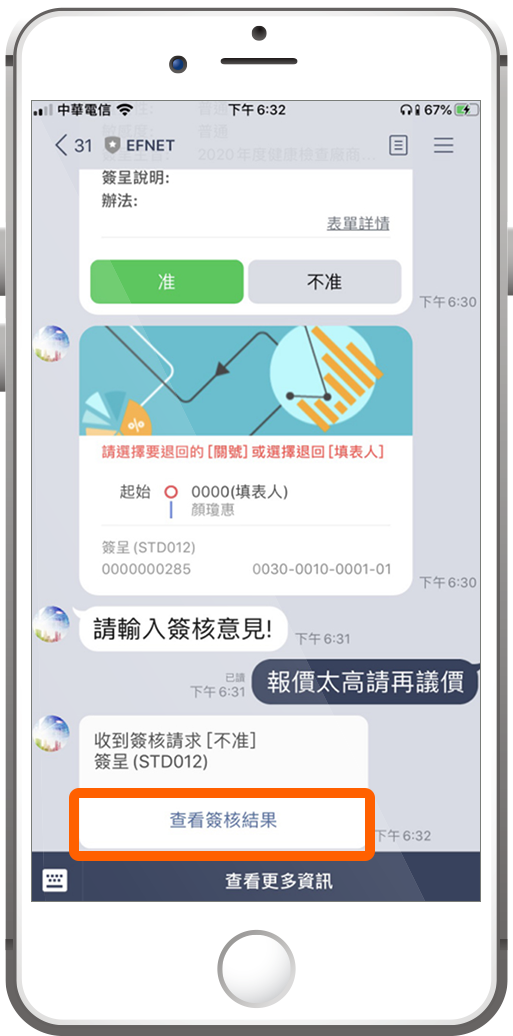 中華電信 下午 6:32 67%
31 EFNET
普通
2020年度健康檢查廠商...
簽呈說明:
辦法:
表單詳情
准 不准
下午 6:30
%
請選擇要退回的 [關號] 或選擇退回 [填表人]
起始 0000(填表人)
顏瓊惠
簽呈 (STD012)
0000000285 0030-0010-0001-01
下午 6:30
請輸入簽核意見!
下午 6:31
已讀
下午 6:31
報價太高請再議價
收到簽核請求 [不准]
簽呈 (STD012)
查看簽核結果
下午 6:32
查看更多資訊